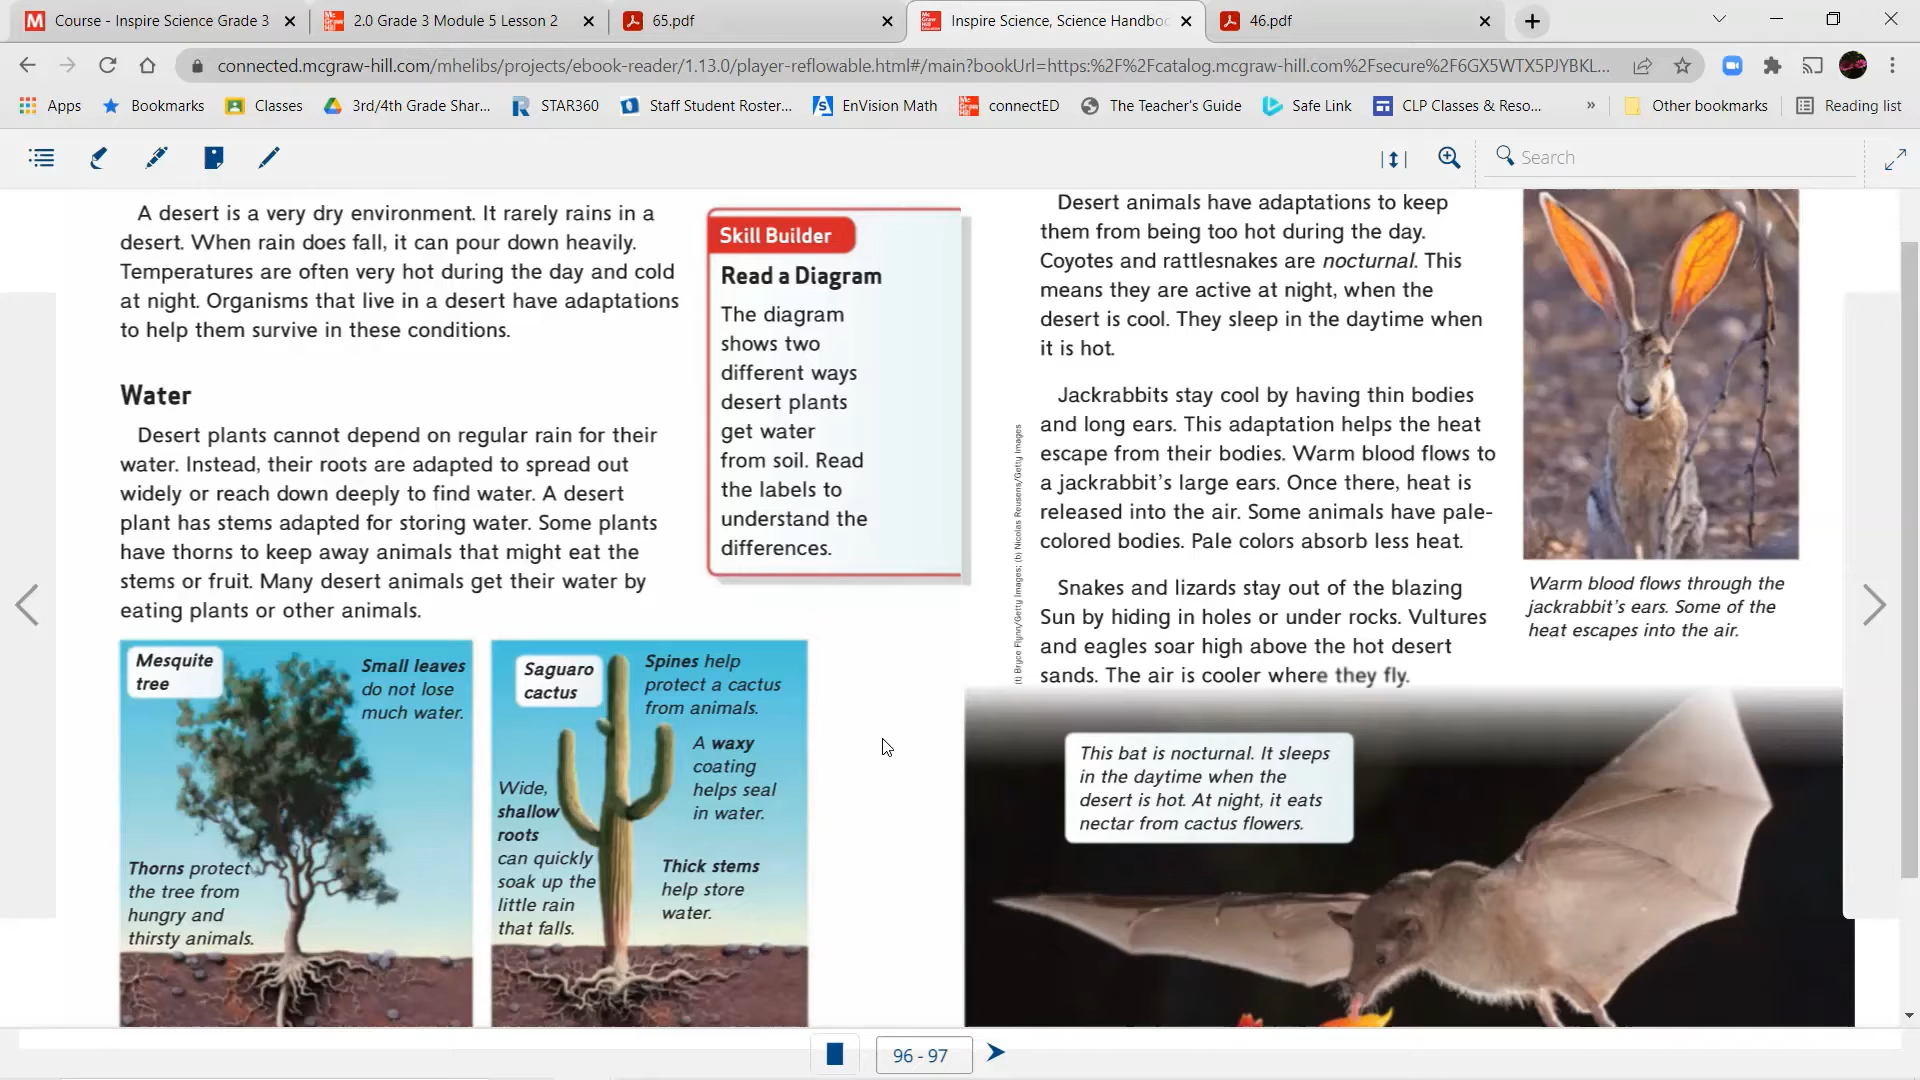 Course - Inspire Science Grade 3
2.0 Grade 3 Module 5 Lesson 2
65.pdf
Inspire Science, Science Handboo
46.pdf
connected.mcgraw-hill.com/mhelibs/projects/ebook-reader/1.13.0/player-reflowable.html#/main?bookUrl=https:%2F%2Fcatalog.mcgraw-hill.com%2Fsecure%2F6GX5WTX5PJYBKL...
Apps
Bookmarks
Classes
3rd/4th Grade Shar...
STAR360
Staff Student Roster...
EnVision Math
connectED
The Teacher's Guide
Safe Link
CLP Classes & Reso...
»
Other bookmarks
Reading list
Search
A desert is a very dry environment. It rarely rains in a
desert. When rain does fall, it can pour down heavily.
Temperatures are often very hot during the day and cold
at night. Organisms that live in a desert have adaptations
to help them survive in these conditions.
Water
Desert plants cannot depend on regular rain for their
water. Instead, their roots are adapted to spread out
widely or reach down deeply to find water. A desert
plant has stems adapted for storing water. Some plants
have thorns to keep away animals that might eat the
stems or fruit. Many desert animals get their water by
eating plants or other animals.
Skill Builder
Read a Diagram
The diagram
shows two
different ways
desert plants
get water
from soil. Read
the labels to
understand the
differences.
Mesquite
tree
Small leaves
do not lose
much water.
Thorns protect
the tree from
hungry and
thirsty animals.
Saguaro
cactus
Spines help
protect a cactus
from animals.
A waxy
coating
helps seal
in water.
Wide,
shallow
roots
can quickly
soak up the
little rain
that falls.
Thick stems
help store
water.
Desert animals have adaptations to keep
them from being too hot during the day.
Coyotes and rattlesnakes are nocturnal. This
means they are active at night, when the
desert is cool. They sleep in the daytime when
it is hot.
Jackrabbits stay cool by having thin bodies
and long ears. This adaptation helps the heat
escape from their bodies. Warm blood flows to
a jackrabbit's large ears. Once there, heat is
released into the air. Some animals have pale-
colored bodies. Pale colors absorb less heat.
Snakes and lizards stay out of the blazing
Sun by hiding in holes or under rocks. Vultures
and eagles soar high above the hot desert
sands. The air is cooler where they fly.
(t) Bryce Flynn/Getty Images; (b) Nicolas Reusens/Getty Images
Warm blood flows through the
jackrabbit's ears. Some of the
heat escapes into the air.
This bat is nocturnal. It sleeps
in the daytime when the
desert is hot. At night, it eats
nectar from cactus flowers.
96 - 97